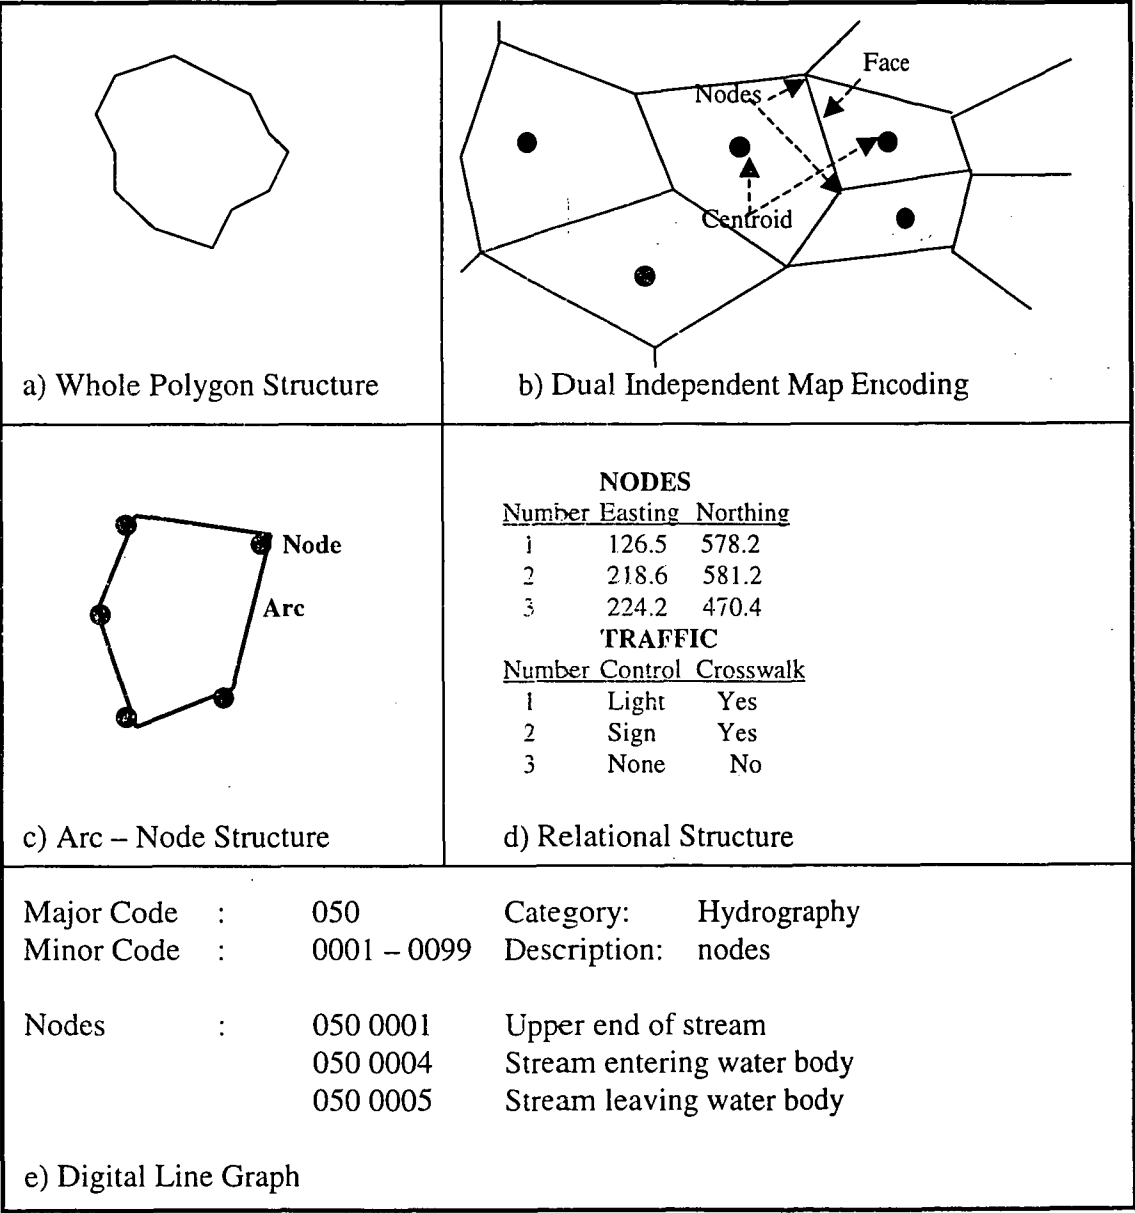 Face
Nodes
Centroid
a) Whole Polygon Structure
b) Dual Independent Map Encoding
Node
Arc
c) Arc – Node Structure
NODES
Number Easting Northing
1 126.5 578.2
2 218.6 581.2
3 224.2 470.4
TRAFFIC
Number Control Crosswalk
1 Light Yes
2 Sign Yes
3 None No
d) Relational Structure
Major Code : 050 Category: Hydrography
Minor Code : 0001 – 0099 Description: nodes
Nodes : 050 0001 Upper end of stream
050 0004 Stream entering water body
050 0005 Stream leaving water body
e) Digital Line Graph